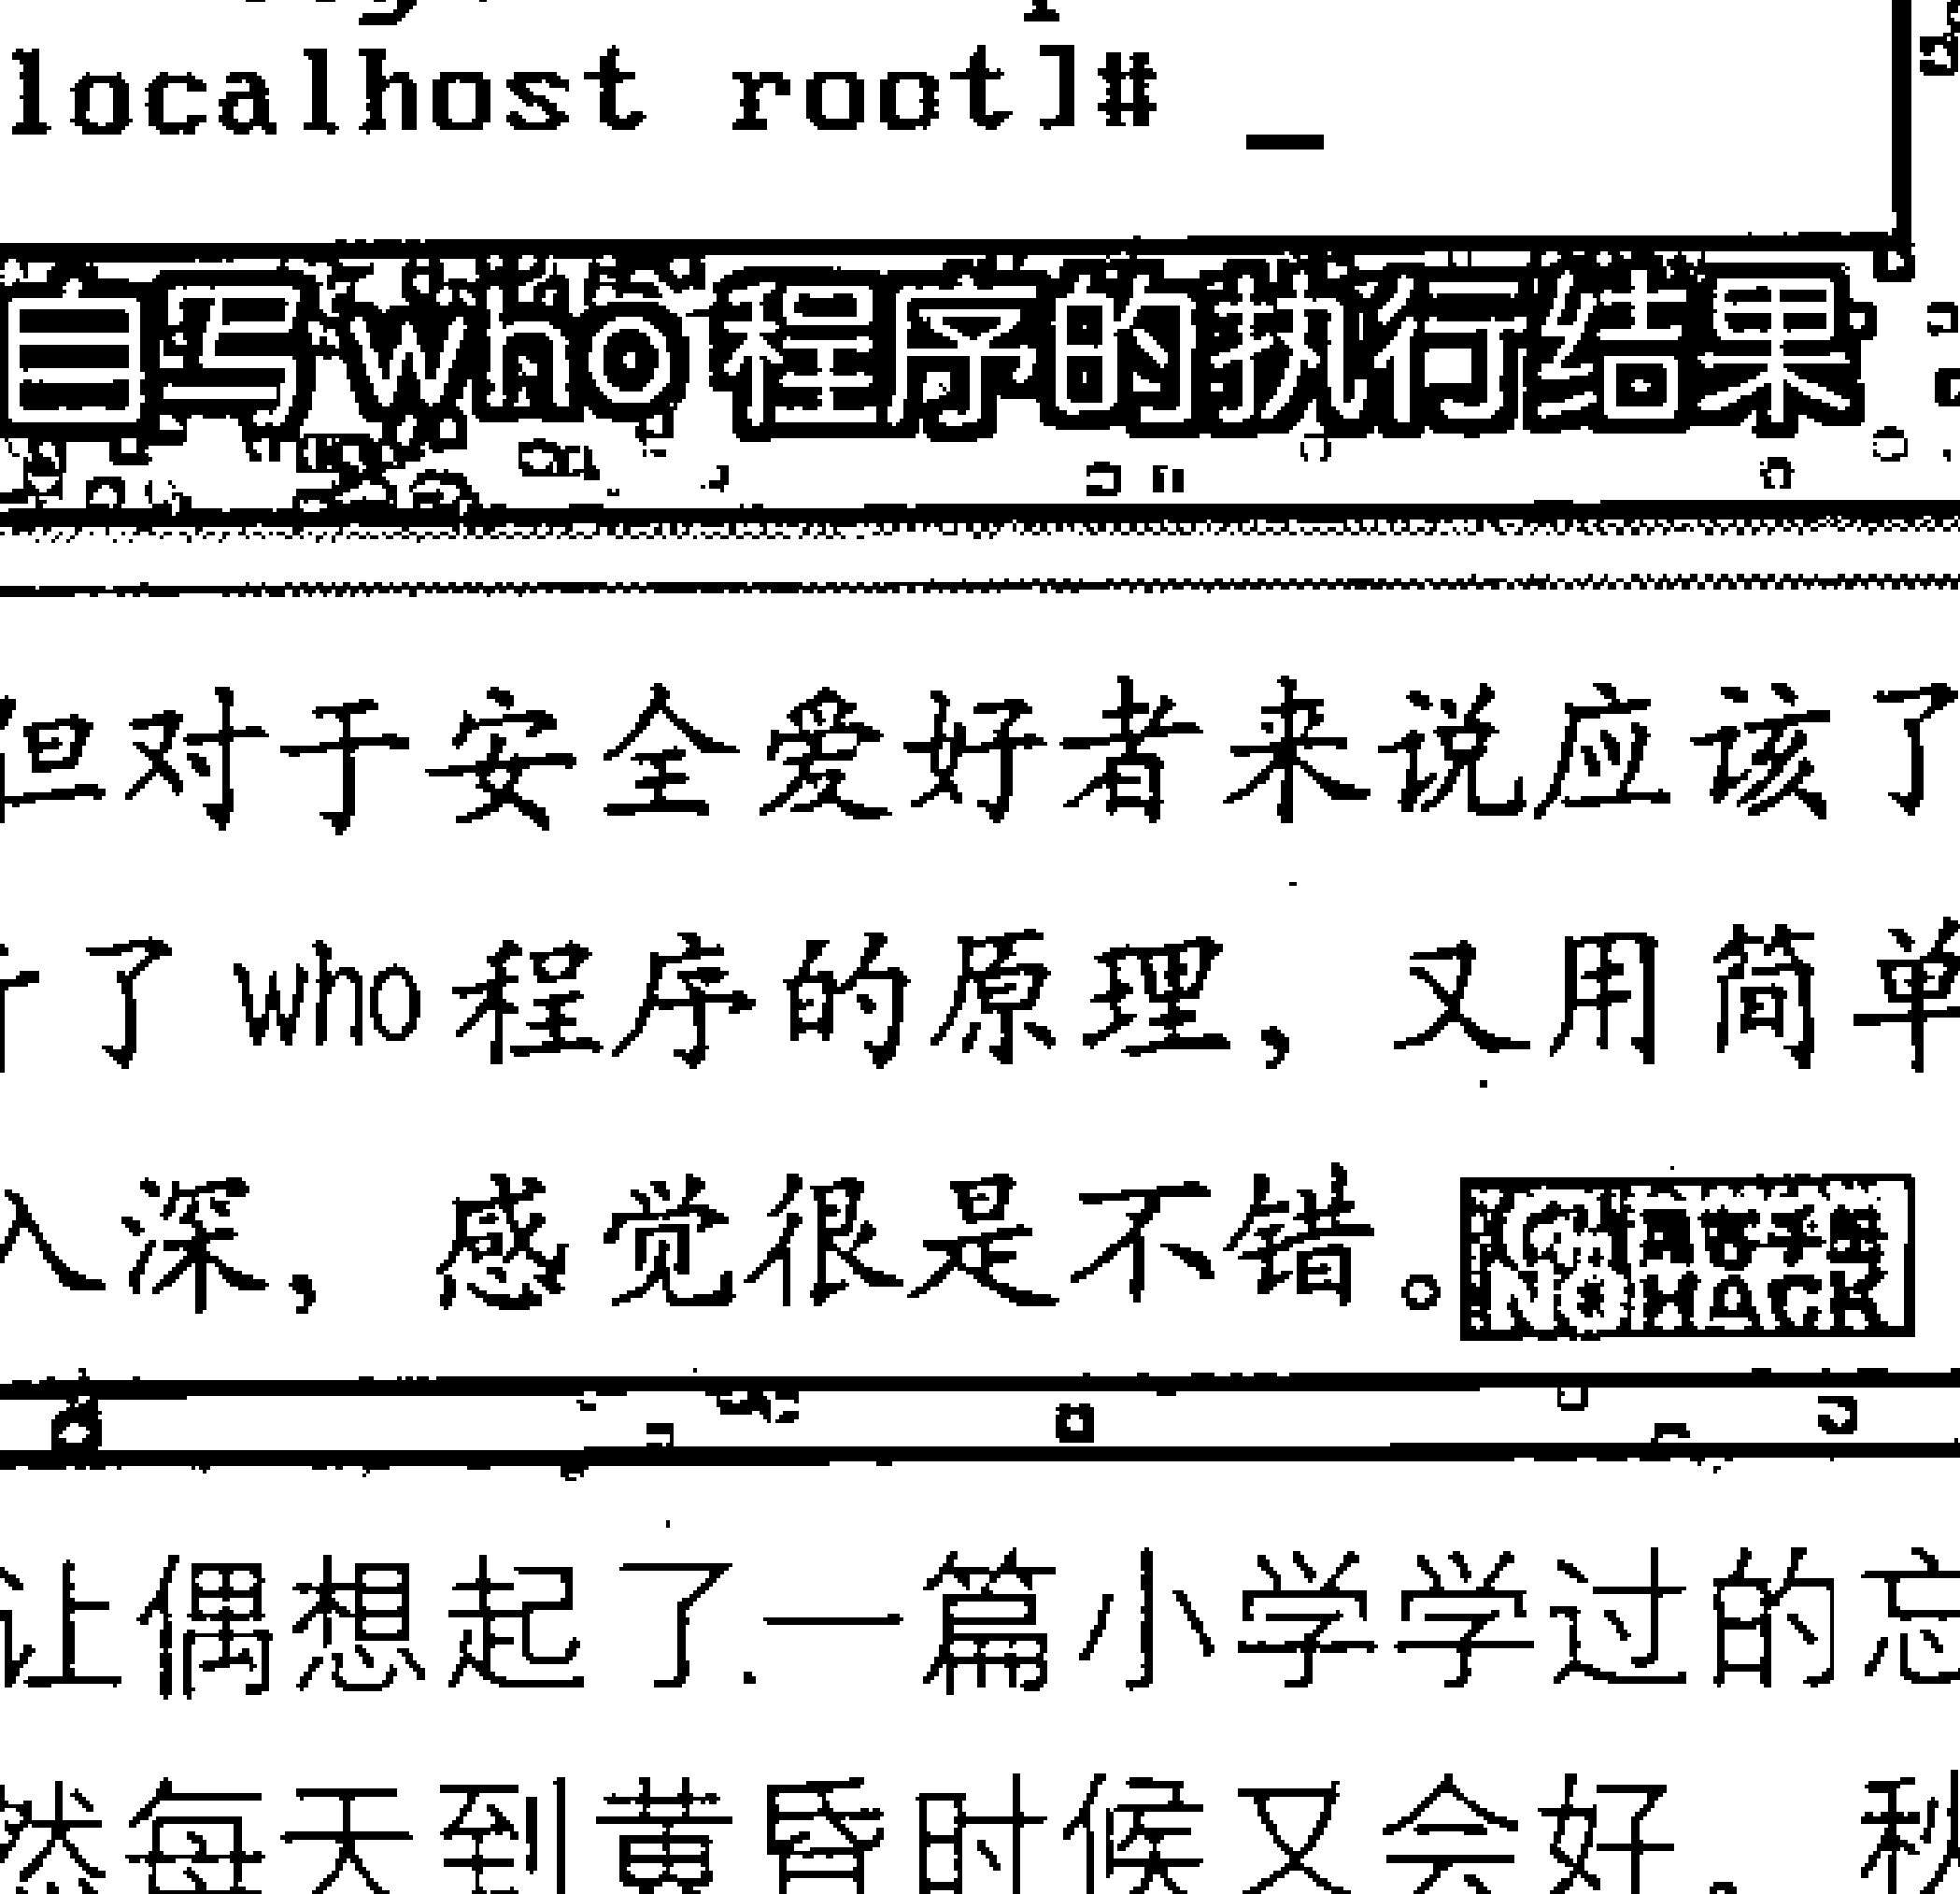 localhost root]# _
自写who程序的执行结果
但对于安全爱好者来说应该了
了 who程序的原理，又用简单
入深，感觉很是不错。
NOHACK
让偶想起了一篇小学学过的忘
然每天到黄昏时候又会好，秋